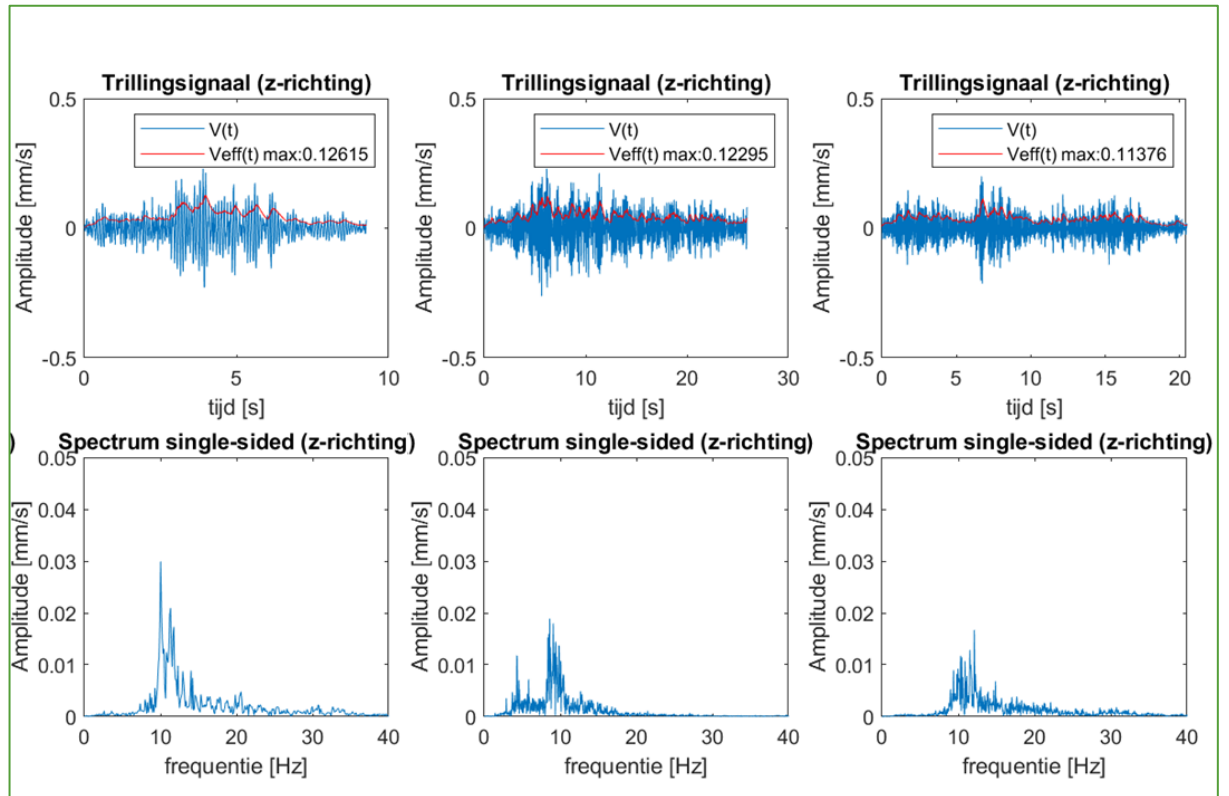 Trillingsignaal (z-richting)
0.5
V(t)
Veff(t) max:0.12615
0
-0.5
Amplitude [mm/s]
0 5 10
tijd [s]
Trillingsignaal (z-richting)
0.5
V(t)
Veff(t) max:0.12295
0
-0.5
Amplitude [mm/s]
0 10 20 30
tijd [s]
Trillingsignaal (z-richting)
0.5
V(t)
Veff(t) max:0.11376
0
-0.5
Amplitude [mm/s]
0 5 10 15 20
tijd [s]
)
Spectrum single-sided (z-richting)
0.05
0.04
0.03
0.02
0.01
0
Amplitude [mm/s]
0 10 20 30 40
frequentie [Hz]
Spectrum single-sided (z-richting)
0.05
0.04
0.03
0.02
0.01
0
Amplitude [mm/s]
0 10 20 30 40
frequentie [Hz]
Spectrum single-sided (z-richting)
0.05
0.04
0.03
0.02
0.01
0
Amplitude [mm/s]
0 10 20 30 40
frequentie [Hz]